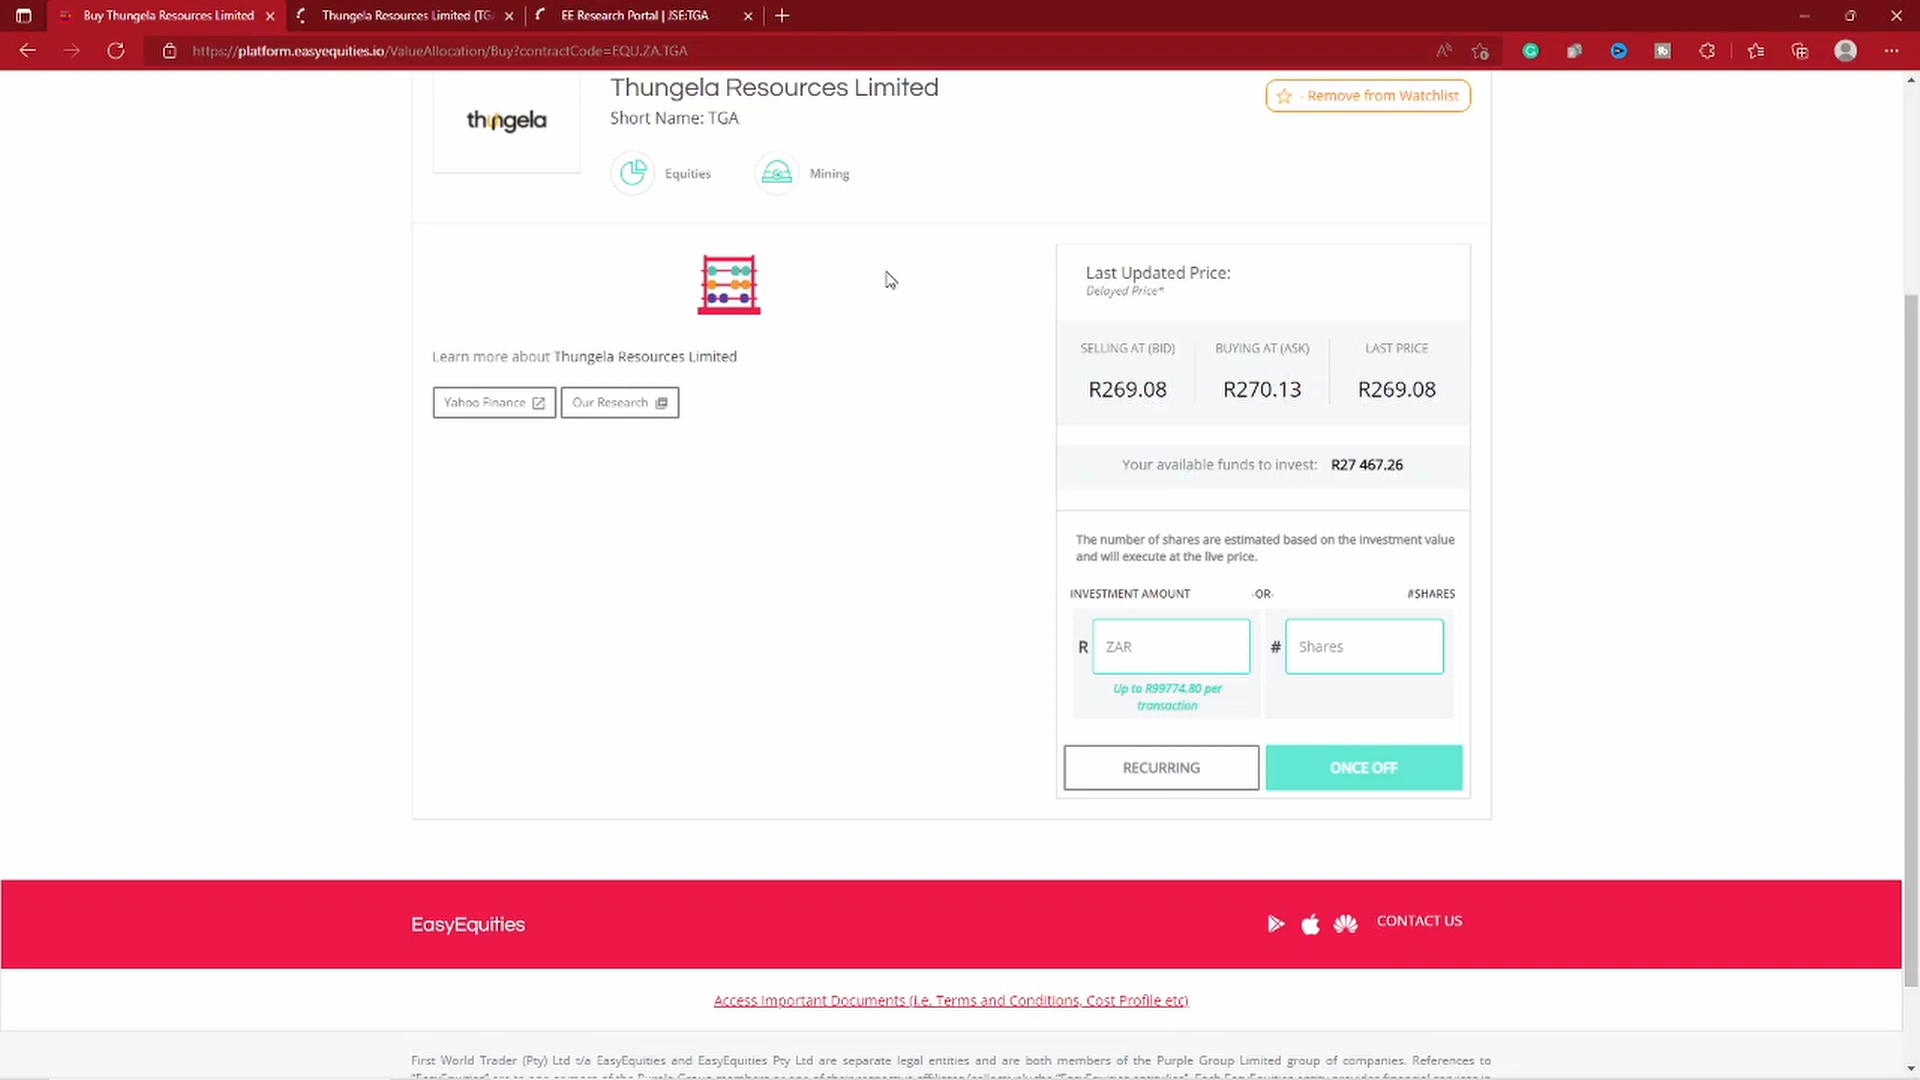 Buy Thungela Resources Limited
Thungela Resources Limited (TGA
EE Research Portal | JSE:TGA
https://platform.easyequities.io/ValueAllocation/Buy?contractCode=EQU.ZA.TGA
thungela
Thungela Resources Limited
Short Name: TGA
- Remove from Watchlist
Equities
Mining
Learn more about Thungela Resources Limited
Yahoo Finance
Our Research
Last Updated Price:
Delayed Price*
SELLING AT (BID)
BUYING AT (ASK)
LAST PRICE
R269.08
R270.13
R269.08
Your available funds to invest: R27 467.26
The number of shares are estimated based on the investment value
and will execute at the live price.
INVESTMENT AMOUNT
-OR-
#SHARES
R
ZAR
#
Shares
Up to R99774.80 per
transaction
RECURRING
ONCE OFF
EasyEquities
CONTACT US
Access Important Documents (i.e. Terms and Conditions, Cost Profile etc)
First World Trader (Pty) Ltd t/a EasyEquities and EasyEquities Pty Ltd are separate legal entities and are both members of the Purple Group Limited group of companies. References to